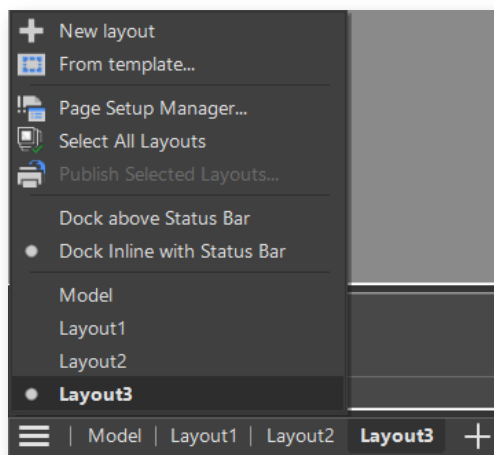 New layout
From template...
Page Setup Manager...
Select All Layouts
Publish Selected Layouts...
Dock above Status Bar
Dock Inline with Status Bar
Model
Layout1
Layout2
Layout3
| Model | Layout1 | Layout2 Layout3